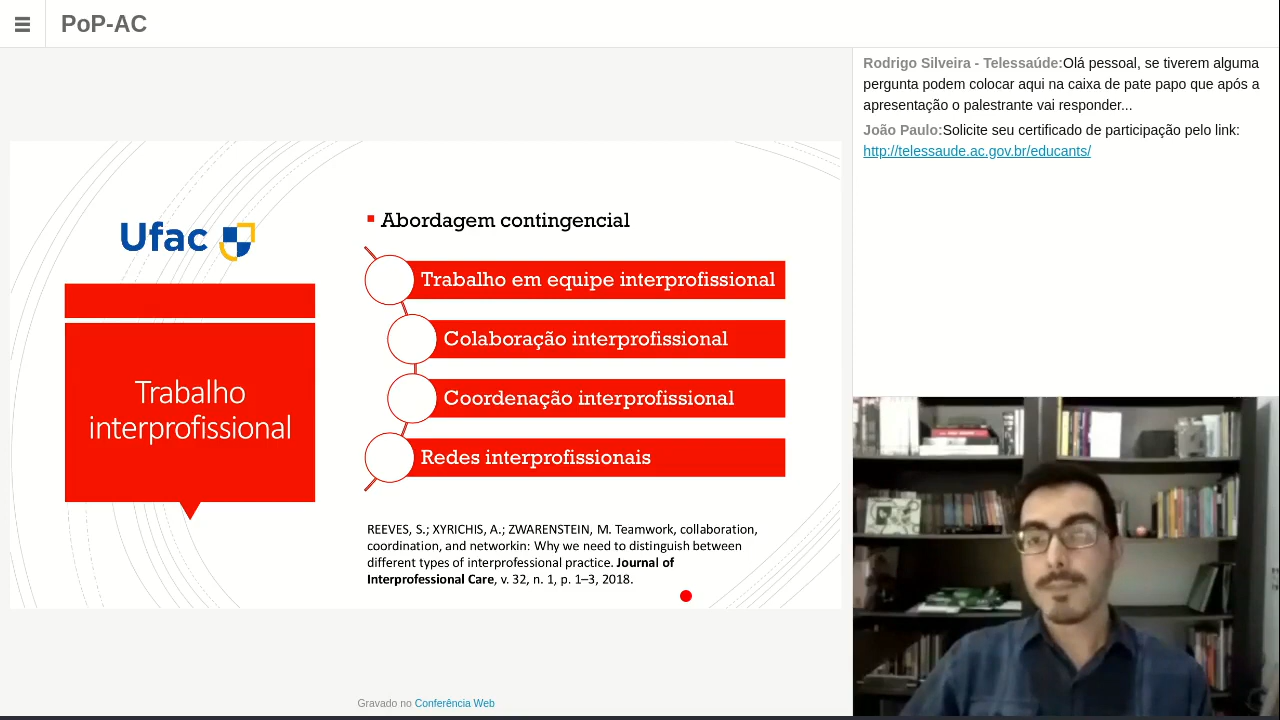 PoP-AC
Ufac
Trabalho
interprofissional
Abordagem contingencial
Trabalho em equipe interprofissional
Colaboração interprofissional
Coordenação interprofissional
Redes interprofissionais
REEVES, S.; XYRICHIS, A.; ZWARENSTEIN, M. Teamwork, collaboration,
coordination, and networkin: Why we need to distinguish between
different types of interprofessional practice. Journal of
Interprofessional Care, v. 32, n. 1, p. 1–3, 2018.
Gravado no Conferência Web
Rodrigo Silveira - Telessaúde:Olá pessoal, se tiverem alguma
pergunta podem colocar aqui na caixa de pate papo que após a
apresentação o palestrante vai responder...
João Paulo:Solicite seu certificado de participação pelo link:
http://telessaude.ac.gov.br/educants/